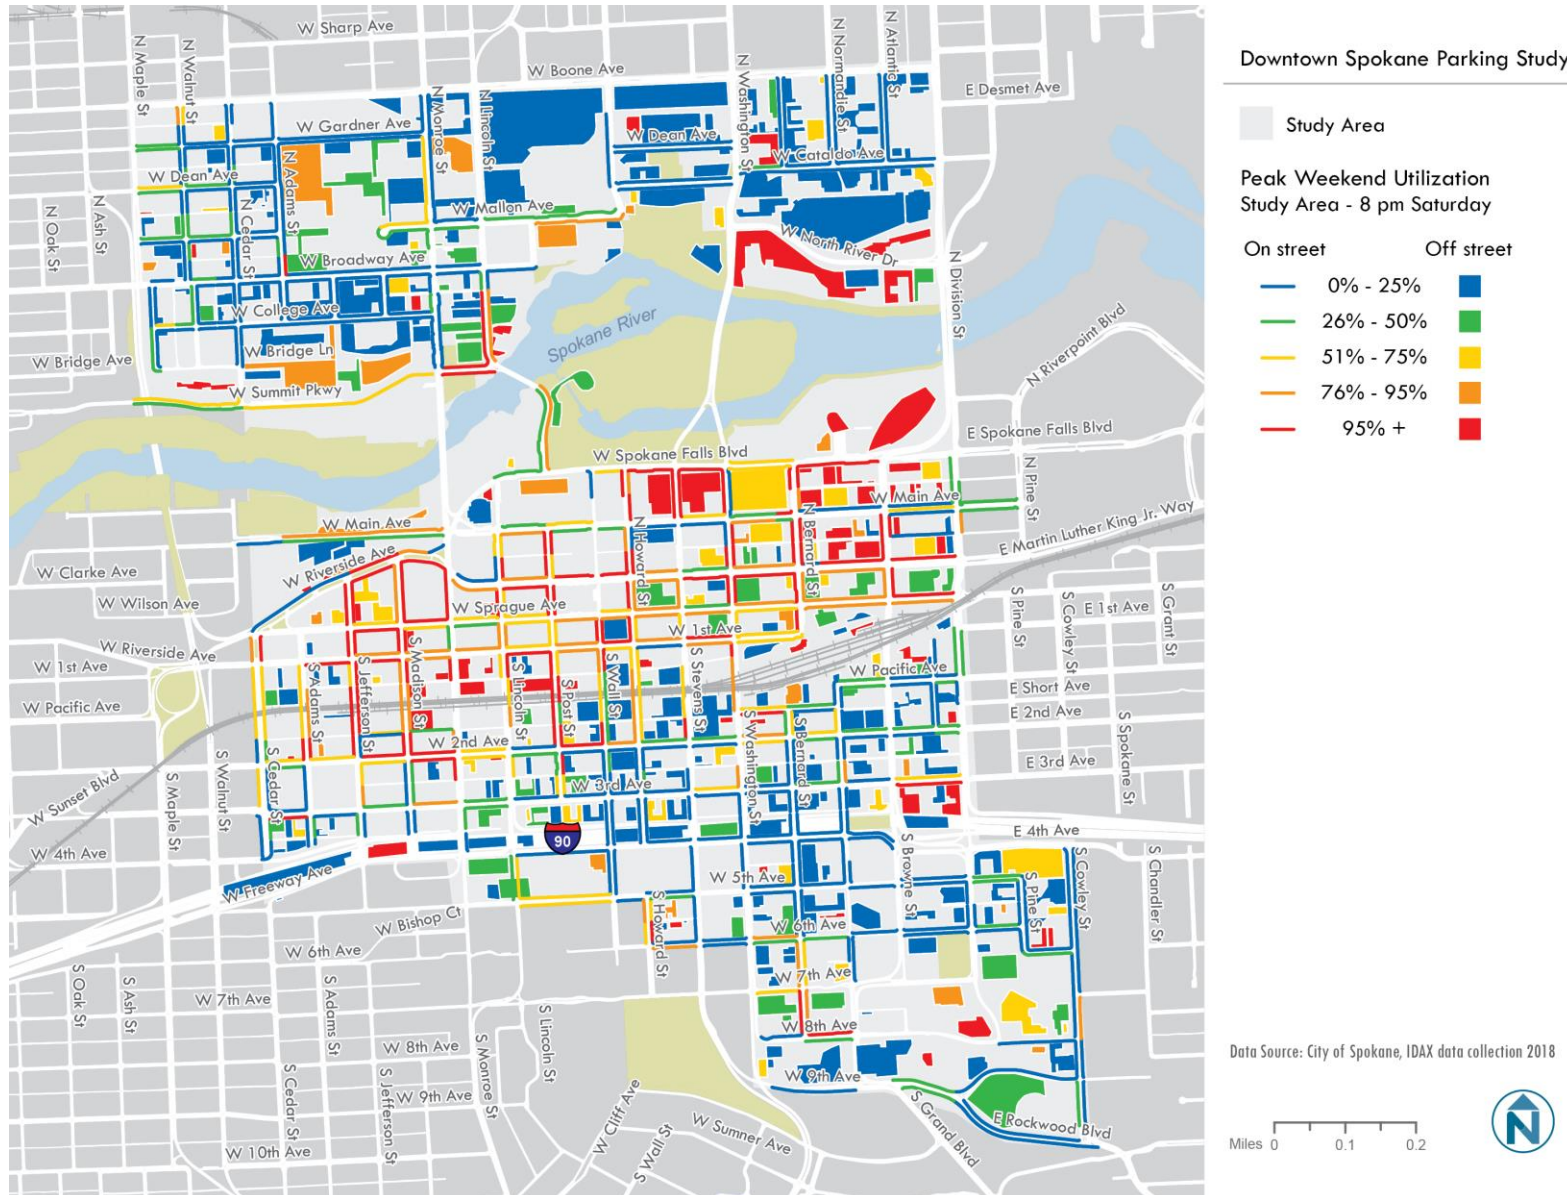 Downtown Spokane Parking Study
Study Area
Peak Weekend Utilization
Study Area - 8 pm Saturday
On street
Off street
0% - 25%
26% - 50%
51% - 75%
76% - 95%
95% +
Data Source: City of Spokane, IDAX data collection 2018
Miles 0 0.1 0.2
N
W Sharp Ave
W Boone Ave
E Desmet Ave
N Maple St
N Walnut St
N Monroe St
N Lincoln St
N Washington St
N Normandie St
N Atlantic St
W Gardner Ave
W Dean Ave
W Cataldo Ave
W Dean Ave
N Oak St
N Ash St
N Cedar St
N Adams St
W Mallon Ave
W North River Dr
N Division St
W Broadway Ave
W College Ave
W Bridge Ave
W Bridge Ln
W Summit Pkwy
Spokane River
N Riverpoint Blvd
W Spokane Falls Blvd
E Spokane Falls Blvd
N Pine St
W Main Ave
W Main Ave
N Howard St
N Bernard St
E Martin Luther King Jr. Way
W Clarke Ave
W Riverside Ave
W Wilson Ave
W Sprague Ave
S Pine St
S Cowley St
E 1st Ave
S Grant St
W Riverside Ave
W 1st Ave
W 1st Ave
S Adams St
S Jefferson St
S Madison St
S Lincoln St
S Post St
S Wall St
S Stevens St
W Pacific Ave
E Short Ave
W Pacific Ave
E 2nd Ave
S Washington St
S Bernard St
S Spokane St
W 2nd Ave
W Sunset Blvd
S Maple St
S Walnut St
S Cedar St
W 3rd Ave
E 3rd Ave
90
W 4th Ave
E 4th Ave
W Freeway Ave
W 5th Ave
S Browne St
S Pine St
S Cowley St
S Chandler St
W Bishop Ct
S Howard St
W 6th Ave
W 6th Ave
S Oak St
S Ash St
W 7th Ave
W 7th Ave
S Adams St
S Lincoln St
W 8th Ave
W 8th Ave
S Monroe St
S Cedar St
S Jefferson St
W 9th Ave
W 9th Ave
W Cliff Ave
S Wall St
W Sumner Ave
S Grand Blvd
E Rockwood Blvd
W 10th Ave